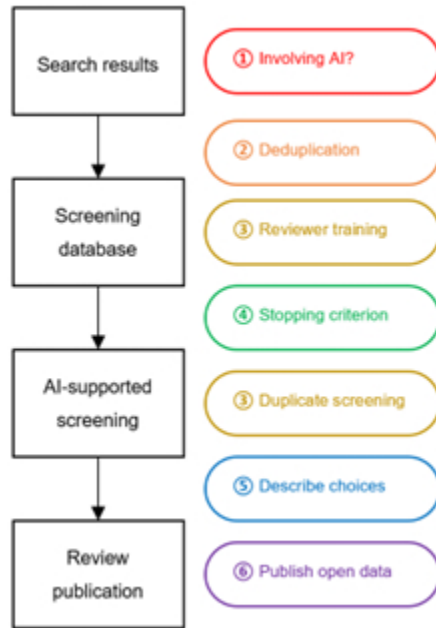 Search results
① Involving AI?
② Deduplication
Screening
database
③ Reviewer training
④ Stopping criterion
AI-supported
screening
③ Duplicate screening
⑤ Describe choices
Review
publication
⑥ Publish open data